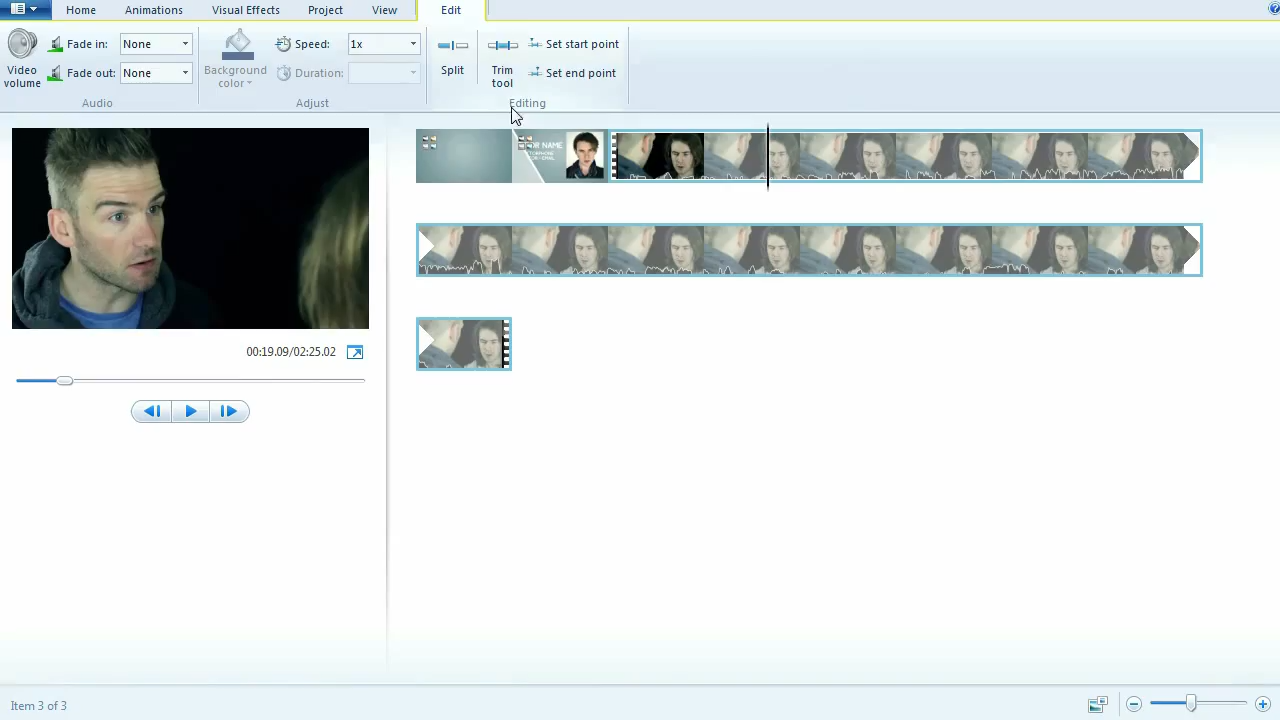 Home Animations Visual Effects Project View Edit
Fade in: None Speed: 1x Set start point
Video volume Fade out: None Background color Duration: Split Trim tool Set end point
Audio Adjust Editing
OR NAME
00:19.09/02:25.02
Item 3 of 3